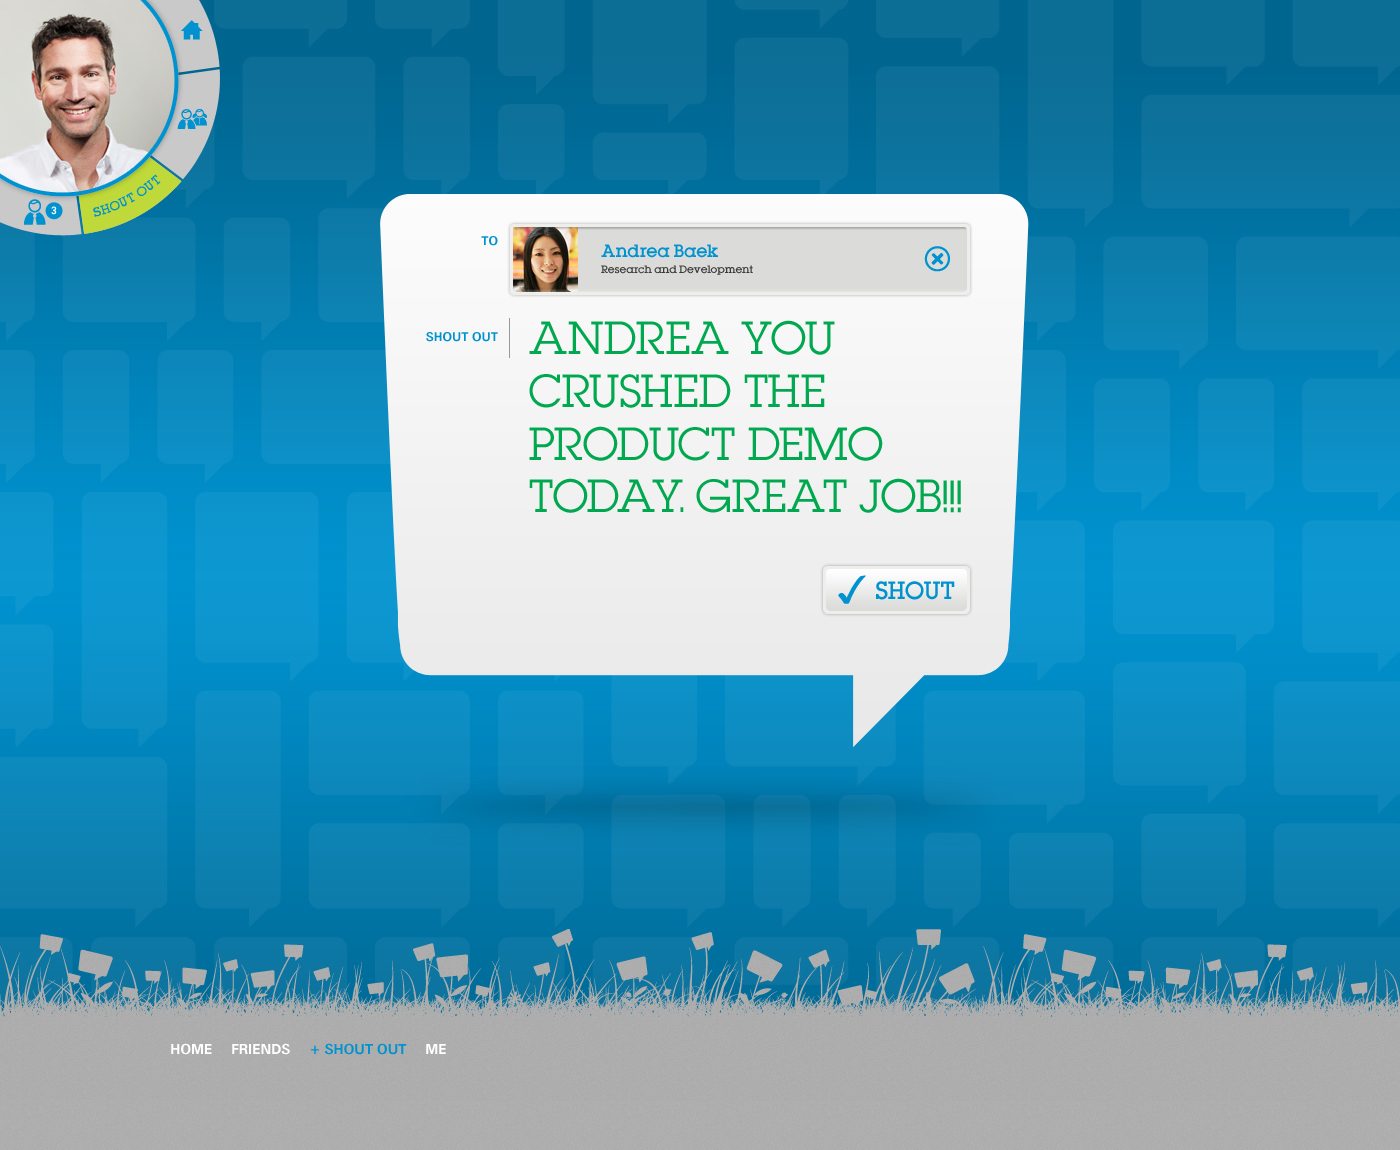 3
SHOUT OUT
TO
Andrea Baek
Research and Development
SHOUT OUT
ANDREA YOU
CRUSHED THE
PRODUCT DEMO
TODAY. GREAT JOB!!!
SHOUT
HOME FRIENDS + SHOUT OUT ME